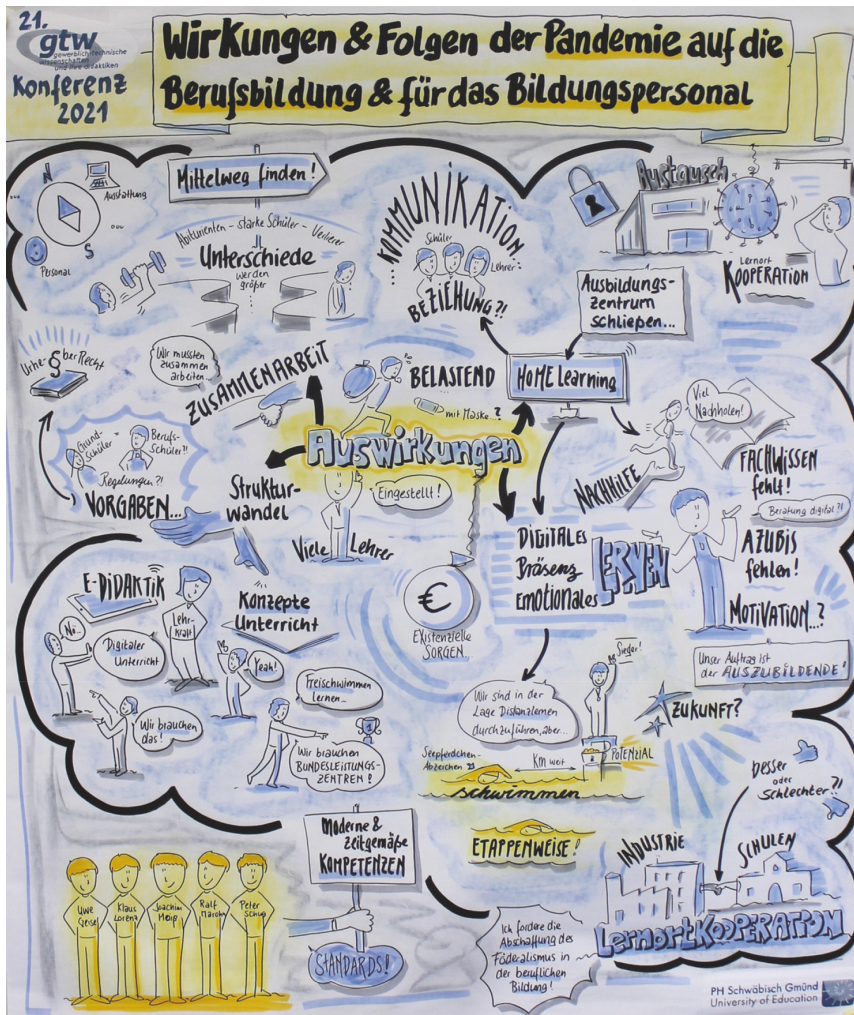 21.
gtw
gewerblich-technische
wissenschaften
und ihre didaktiken
Konferenz
2021
Wirkungen & Folgen der Pandemie auf die
Berufsbildung & für das Bildungspersonal
N
Ausstattung
...
...
Personal
S
Mittelweg finden!
Abiturienten - starke Schüler - Verlierer
Unterschiede
werden
größer
...KOMMUNIKATION...
Schüler
Lehrer
BEZIEHUNG?!
Austausch
Lernort
KOOPERATION
Ausbildungs-
zentrum
schließen...
Urheberrecht
§
Wir mussten
zusammen
arbeiten...
ZUSAMMENARBEIT
BELASTEND
mit Maske..?
HOME Learning
Viel
Nachholen!
NACHHILFE
FACHWISSEN
fehlt!
Grund-
Schüler
Berufs-
Schüler?!
Regelungen?!
VORGABEN...
Auswirkungen
Struktur-
wandel
Eingestellt!
Viele Lehrer
DIGITALES
Präsenz
Emotionales
LERNEN
Beratung digital?!
AZUBIS
fehlen!
MOTIVATION..?
Unser Auftrag ist
der AUSZUBILDENDE!
E-DIDAKTIK
Lehr-
kraft
Digitaler
Unterricht
Wir brauchen
das!
Konzepte
Unterricht
Yeah!
Freischwimmen
lernen...
Wir brauchen
BUNDESLEISTUNGS-
ZENTREN!
€
EXISTENZIELLE
SORGEN
Sieger!
Wir sind in der
Lage Distanzlernen
durchzuführen, aber...
Seepferdchen-
Abzeichen
Km weit
POTENZIAL
schwimmen
ETAPPENWEISE!
ZUKUNFT?
besser
oder
Schlechter?!
INDUSTRIE
SCHULEN
LernortKOOPERATION
Moderne &
zeitgemäße
KOMPETENZEN
STANDARDS!
Uwe
Klaus
Lorenz
Joachim
Ralf
Peter
Ich fordere die
Abschaffung des
Föderalismus in
der beruflichen
Bildung!
PH Schwäbisch Gmünd
University of Education